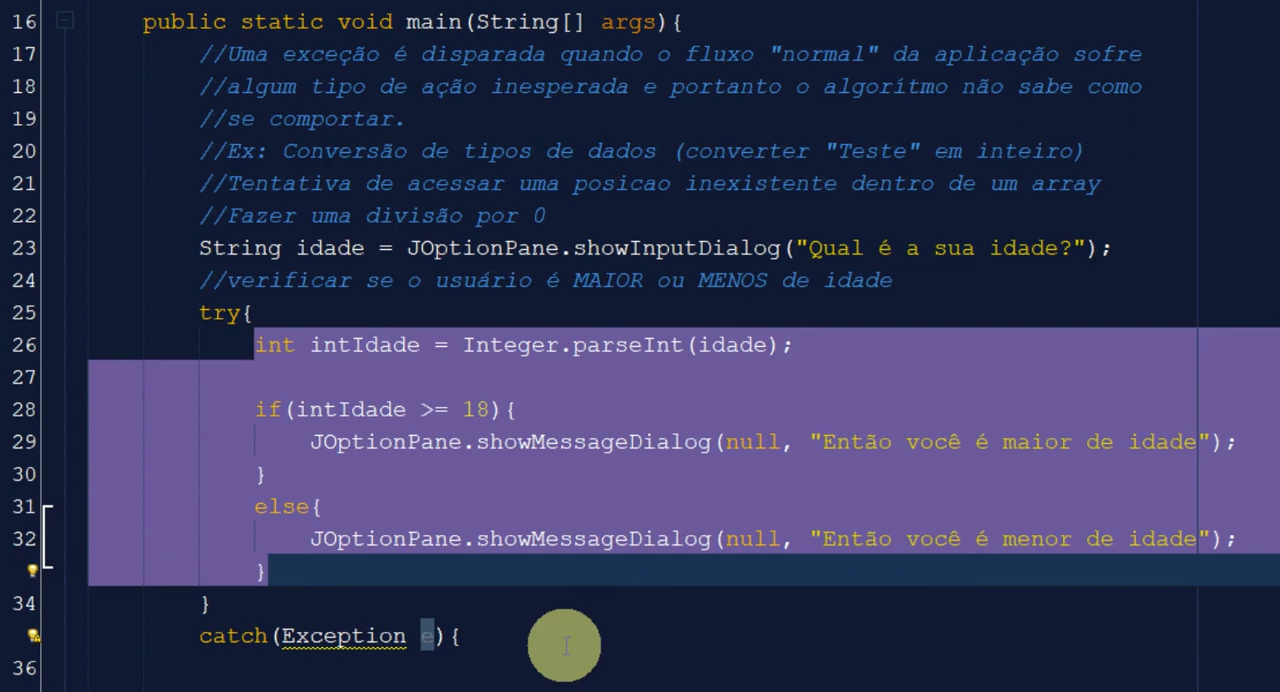 16 public static void main(String[] args){
17 //Uma exceção é disparada quando o fluxo "normal" da aplicação sofre
18 //algum tipo de ação inesperada e portanto o algorítmo não sabe como
19 //se comportar.
20 //Ex: Conversão de tipos de dados (converter "Teste" em inteiro)
21 //Tentativa de acessar uma posicao inexistente dentro de um array
22 //Fazer uma divisão por 0
23 String idade = JOptionPane.showInputDialog("Qual é a sua idade?");
24 //verificar se o usuário é MAIOR ou MENOS de idade
25 try{
26 int intIdade = Integer.parseInt(idade);
27
28 if(intIdade >= 18){
29 JOptionPane.showMessageDialog(null, "Então você é maior de idade");
30 }
31 else{
32 JOptionPane.showMessageDialog(null, "Então você é menor de idade");
}
34 }
catch(Exception e){
36